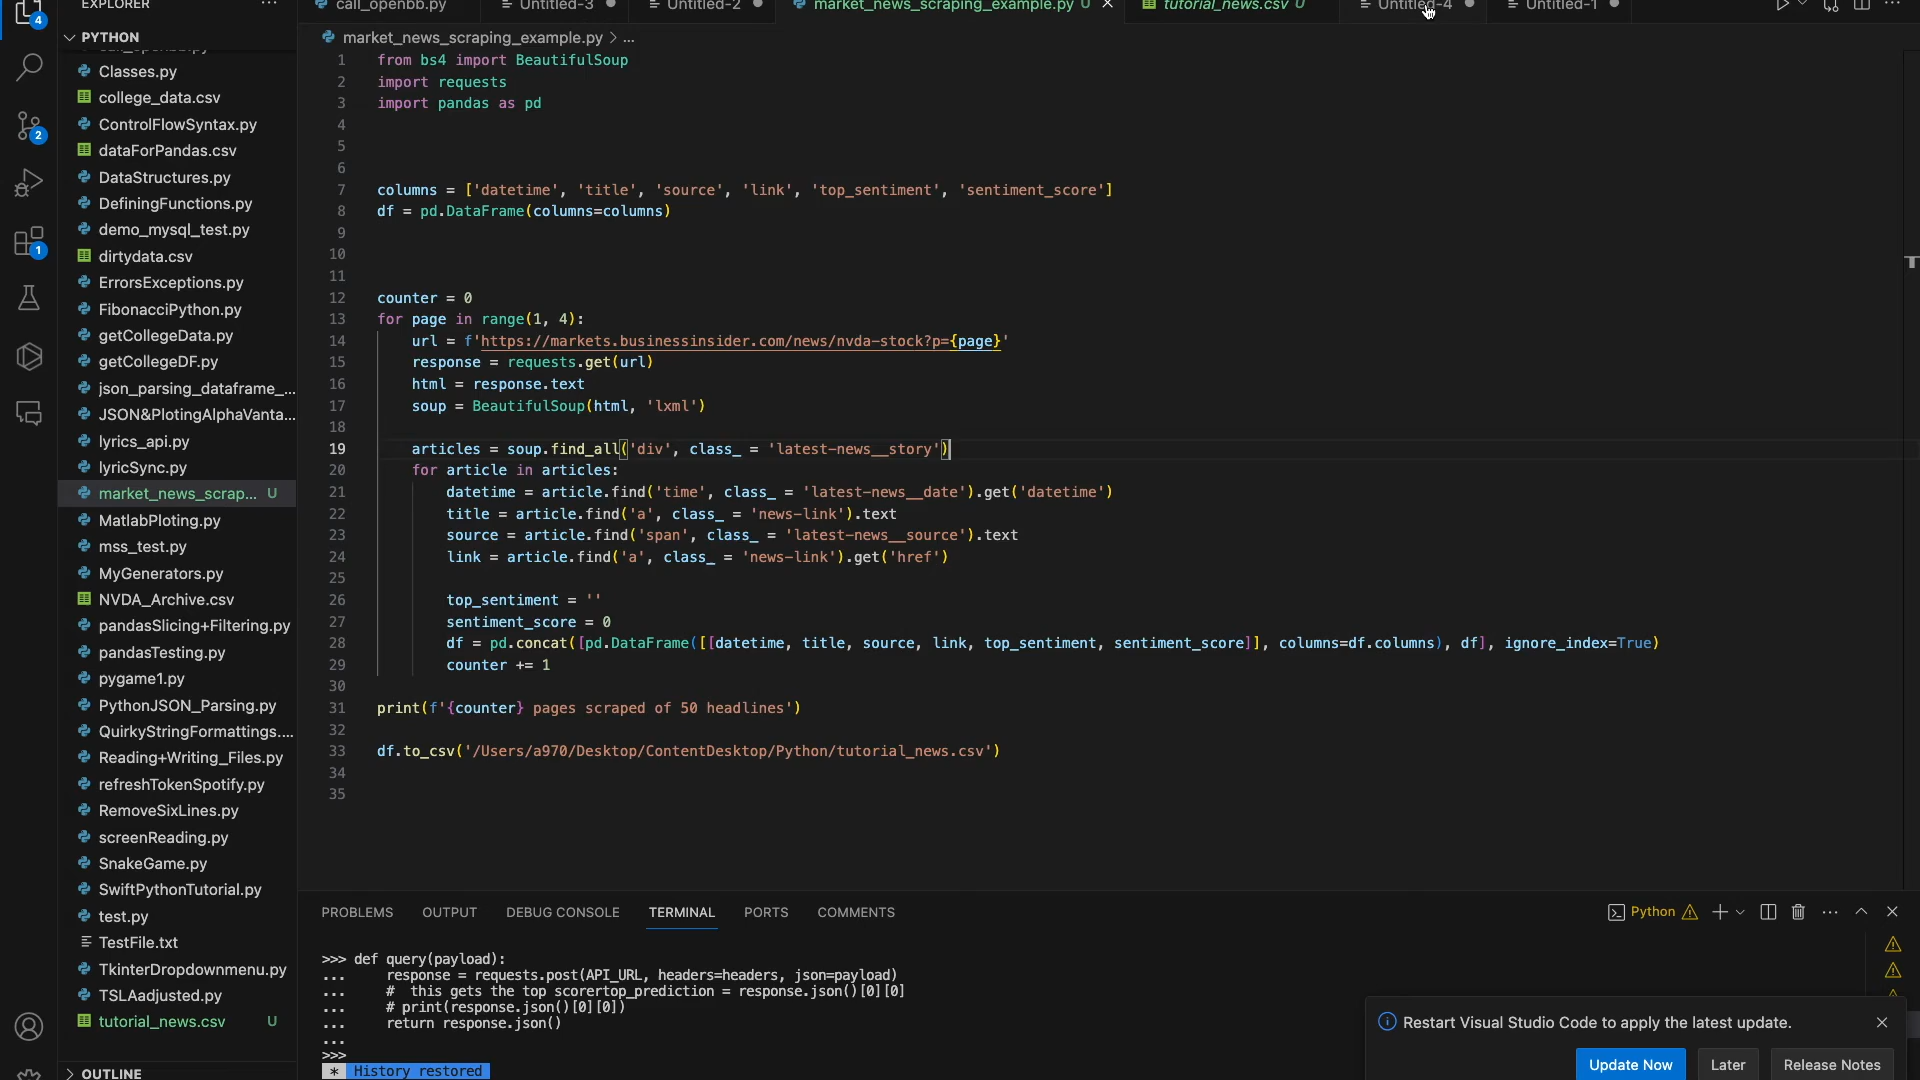 EXPLORER
call_openbb.py
Untitled-3
Untitled-2
market_news_scraping_example.py U
tutorial_news.csv U
Untitled-4
Untitled-1
4
PYTHON
market_news_scraping_example.py > ...
Classes.py
college_data.csv
ControlFlowSyntax.py
dataForPandas.csv
DataStructures.py
DefiningFunctions.py
demo_mysql_test.py
dirtydata.csv
ErrorsExceptions.py
FibonacciPython.py
getCollegeData.py
getCollegeDF.py
json_parsing_dataframe_...
JSON&PlotingAlphaVanta...
lyrics_api.py
lyricSync.py
market_news_scrap... U
MatlabPloting.py
mss_test.py
MyGenerators.py
NVDA_Archive.csv
pandasSlicing+Filtering.py
pandasTesting.py
pygame1.py
PythonJSON_Parsing.py
QuirkyStringFormattings....
Reading+Writing_Files.py
refreshTokenSpotify.py
RemoveSixLines.py
screenReading.py
SnakeGame.py
SwiftPythonTutorial.py
test.py
TestFile.txt
TkinterDropdownmenu.py
TSLAadjusted.py
tutorial_news.csv U
OUTLINE
2
1
1 from bs4 import BeautifulSoup
2 import requests
3 import pandas as pd
4
5
6
7 columns = ['datetime', 'title', 'source', 'link', 'top_sentiment', 'sentiment_score']
8 df = pd.DataFrame(columns=columns)
9
10
11
12 counter = 0
13 for page in range(1, 4):
14 url = f'https://markets.businessinsider.com/news/nvda-stock?p={page}'
15 response = requests.get(url)
16 html = response.text
17 soup = BeautifulSoup(html, 'lxml')
18
19 articles = soup.find_all('div', class_ = 'latest-news__story')
20 for article in articles:
21 datetime = article.find('time', class_ = 'latest-news__date').get('datetime')
22 title = article.find('a', class_ = 'news-link').text
23 source = article.find('span', class_ = 'latest-news__source').text
24 link = article.find('a', class_ = 'news-link').get('href')
25
26 top_sentiment = ''
27 sentiment_score = 0
28 df = pd.concat([pd.DataFrame([[datetime, title, source, link, top_sentiment, sentiment_score]], columns=df.columns), df], ignore_index=True)
29 counter += 1
30
31 print(f'{counter} pages scraped of 50 headlines')
32
33 df.to_csv('/Users/a970/Desktop/ContentDesktop/Python/tutorial_news.csv')
34
35
PROBLEMS OUTPUT DEBUG CONSOLE TERMINAL PORTS COMMENTS
Python
>>> def query(payload):
... response = requests.post(API_URL, headers=headers, json=payload)
... # this gets the top scorertop_prediction = response.json()[0][0]
... # print(response.json()[0][0])
... return response.json()
...
>>>
* History restored
Restart Visual Studio Code to apply the latest update.
Update Now
Later
Release Notes